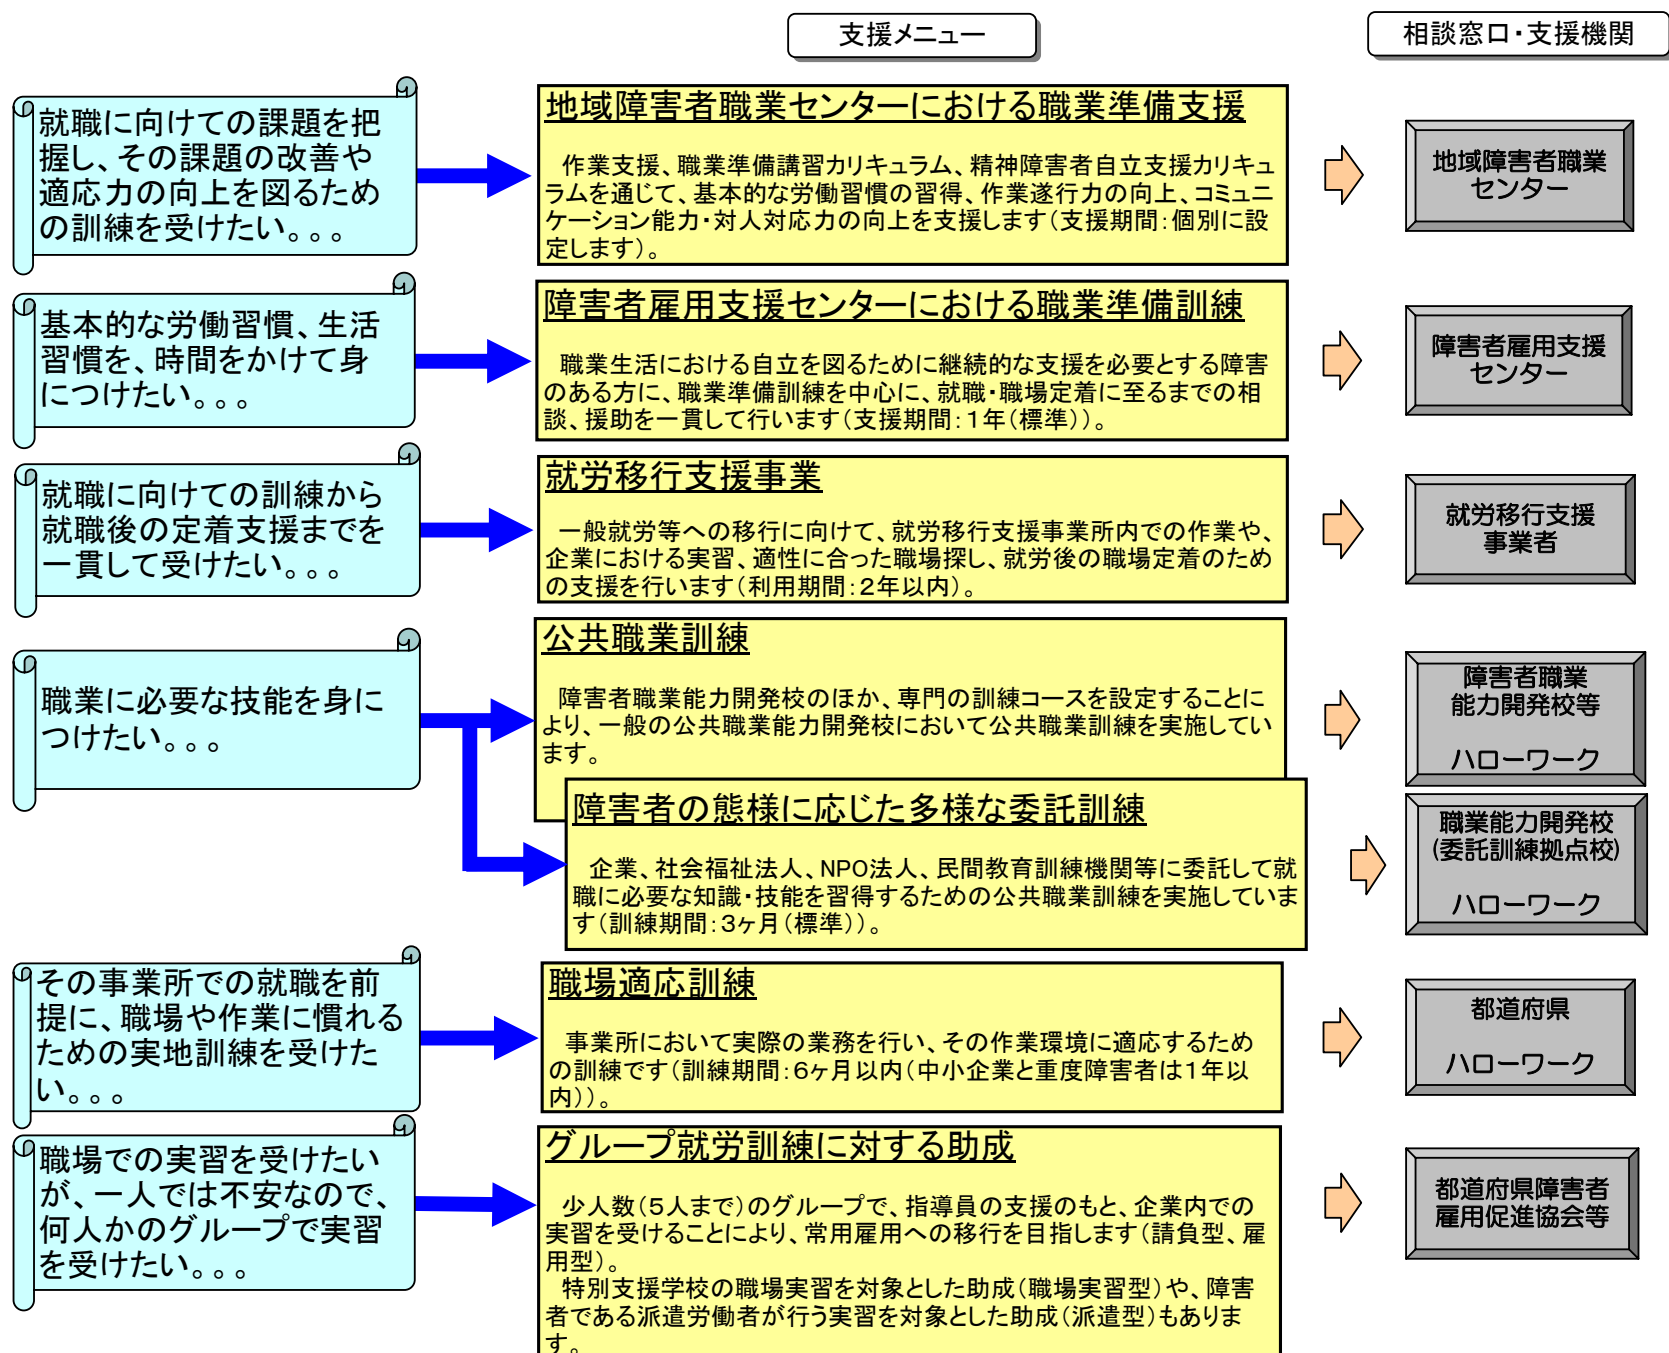 支援メニュー
相談窓口・支援機関
就職に向けての課題を把
握し、その課題の改善や
適応力の向上を図るため
の訓練を受けたい。。。
地域障害者職業センターにおける職業準備支援
作業支援、職業準備講習カリキュラム、精神障害者自立支援カリキュ
ラムを通じて、基本的な労働習慣の習得、作業遂行力の向上、コミュニ
ケーション能力・対人対応力の向上を支援します（支援期間：個別に設
定します）。
地域障害者職業
センター
基本的な労働習慣、生活
習慣を、時間をかけて身
につけたい。。。
障害者雇用支援センターにおける職業準備訓練
職業生活における自立を図るために継続的な支援を必要とする障害
のある方に、職業準備訓練を中心に、就職・職場定着に至るまでの相
談、援助を一貫して行います（支援期間：１年（標準））。
障害者雇用支援
センター
就職に向けての訓練から
就職後の定着支援までを
一貫して受けたい。。。
就労移行支援事業
一般就労等への移行に向けて、就労移行支援事業所内での作業や、
企業における実習、適性に合った職場探し、就労後の職場定着のため
の支援を行います（利用期間：２年以内）。
就労移行支援
事業者
職業に必要な技能を身に
つけたい。。。
公共職業訓練
障害者職業能力開発校のほか、専門の訓練コースを設定することに
より、一般の公共職業能力開発校において公共職業訓練を実施してい
ます。
障害者職業
能力開発校等
ハローワーク
障害者の態様に応じた多様な委託訓練
企業、社会福祉法人、NPO法人、民間教育訓練機関等に委託して就
職に必要な知識・技能を習得するための公共職業訓練を実施していま
す（訓練期間：３ヶ月（標準））。
職業能力開発校
(委託訓練拠点校)
ハローワーク
その事業所での就職を前
提に、職場や作業に慣れる
ための実地訓練を受けた
い。。。
職場適応訓練
事業所において実際の業務を行い、その作業環境に適応するため
の訓練です（訓練期間：６ヶ月以内（中小企業と重度障害者は１年以
内））。
都道府県
ハローワーク
職場での実習を受けたい
が、一人では不安なので、
何人かのグループで実習
を受けたい。。。
グループ就労訓練に対する助成
少人数（５人まで）のグループで、指導員の支援のもと、企業内での
実習を受けることにより、常用雇用への移行を目指します（請負型、雇
用型）。
特別支援学校の職場実習を対象とした助成（職場実習型）や、障害
者である派遣労働者が行う実習を対象とした助成（派遣型）もありま
す。
都道府県障害者
雇用促進協会等